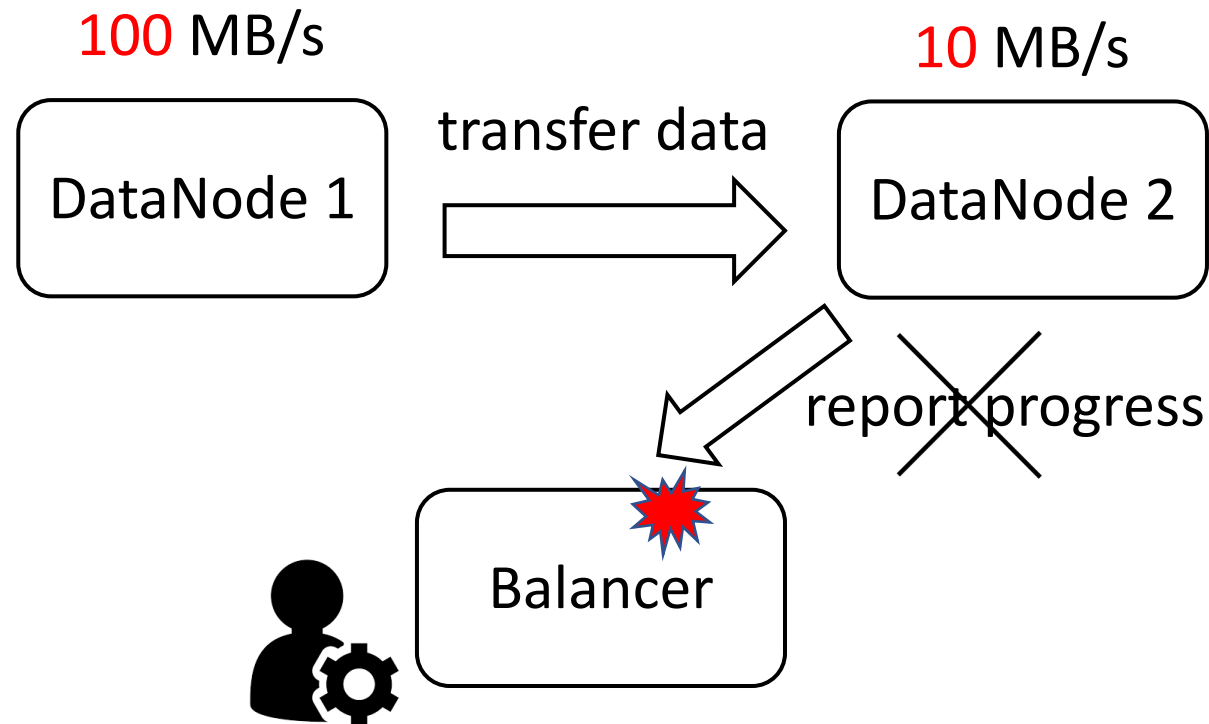 100 MB/s
10 MB/s
transfer data
DataNode 1
DataNode 2
report progress
Balancer